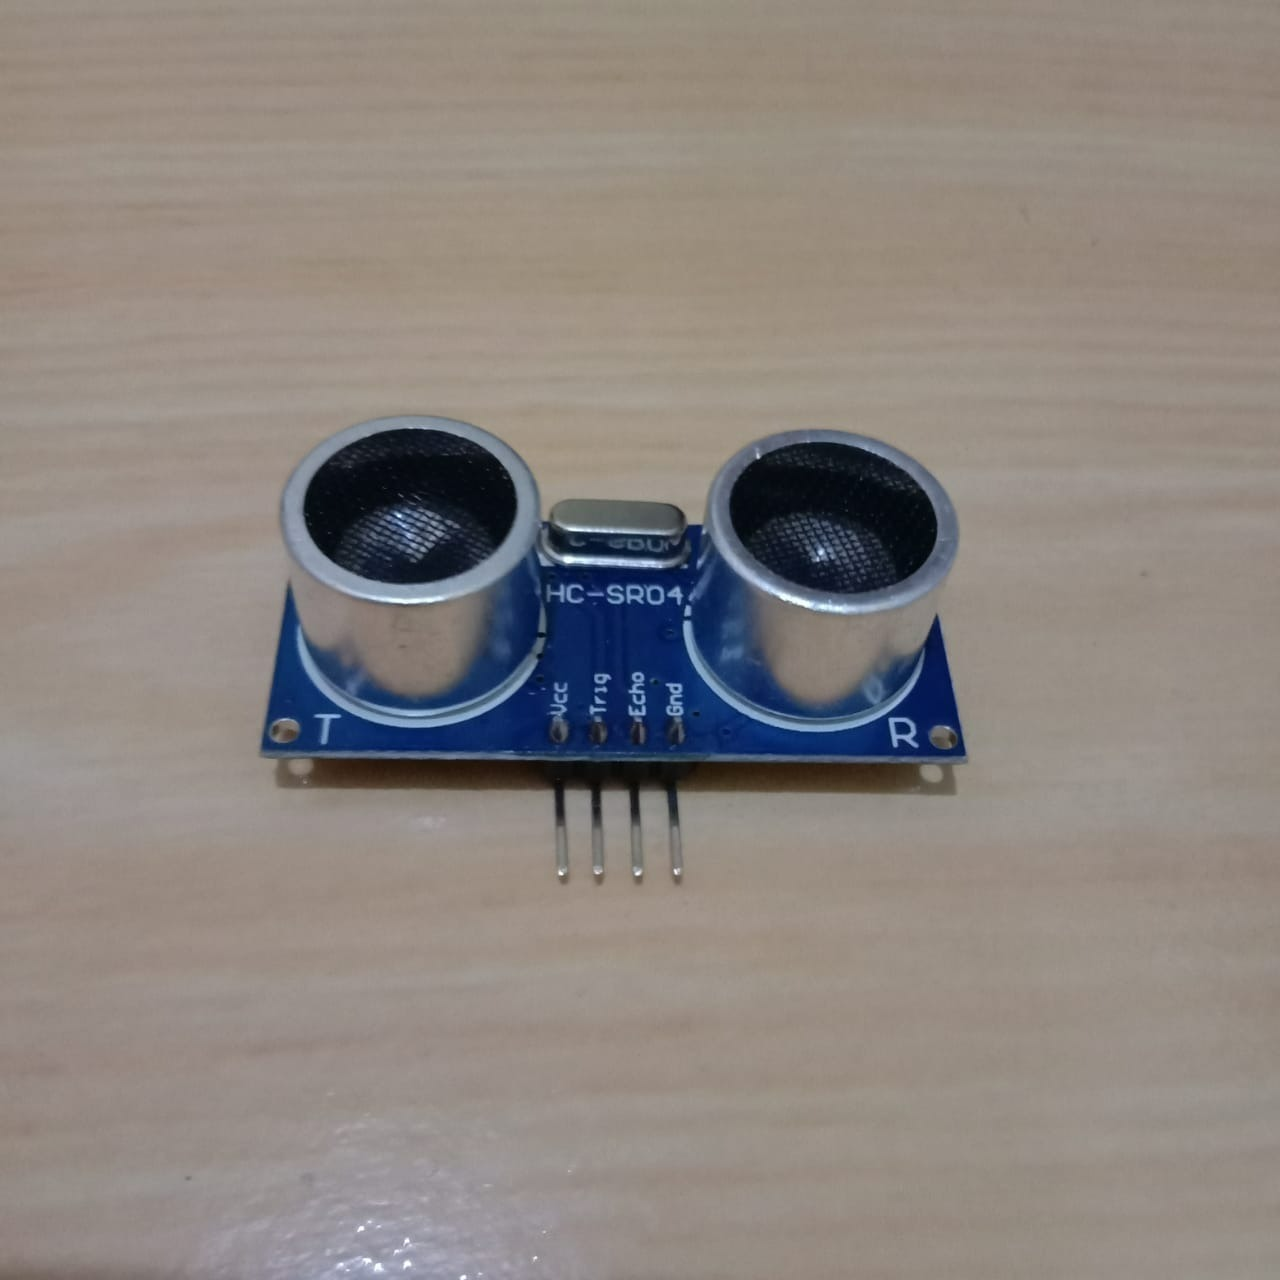 HC-SR04
Vcc
Trig
Echo
Gnd
T
R